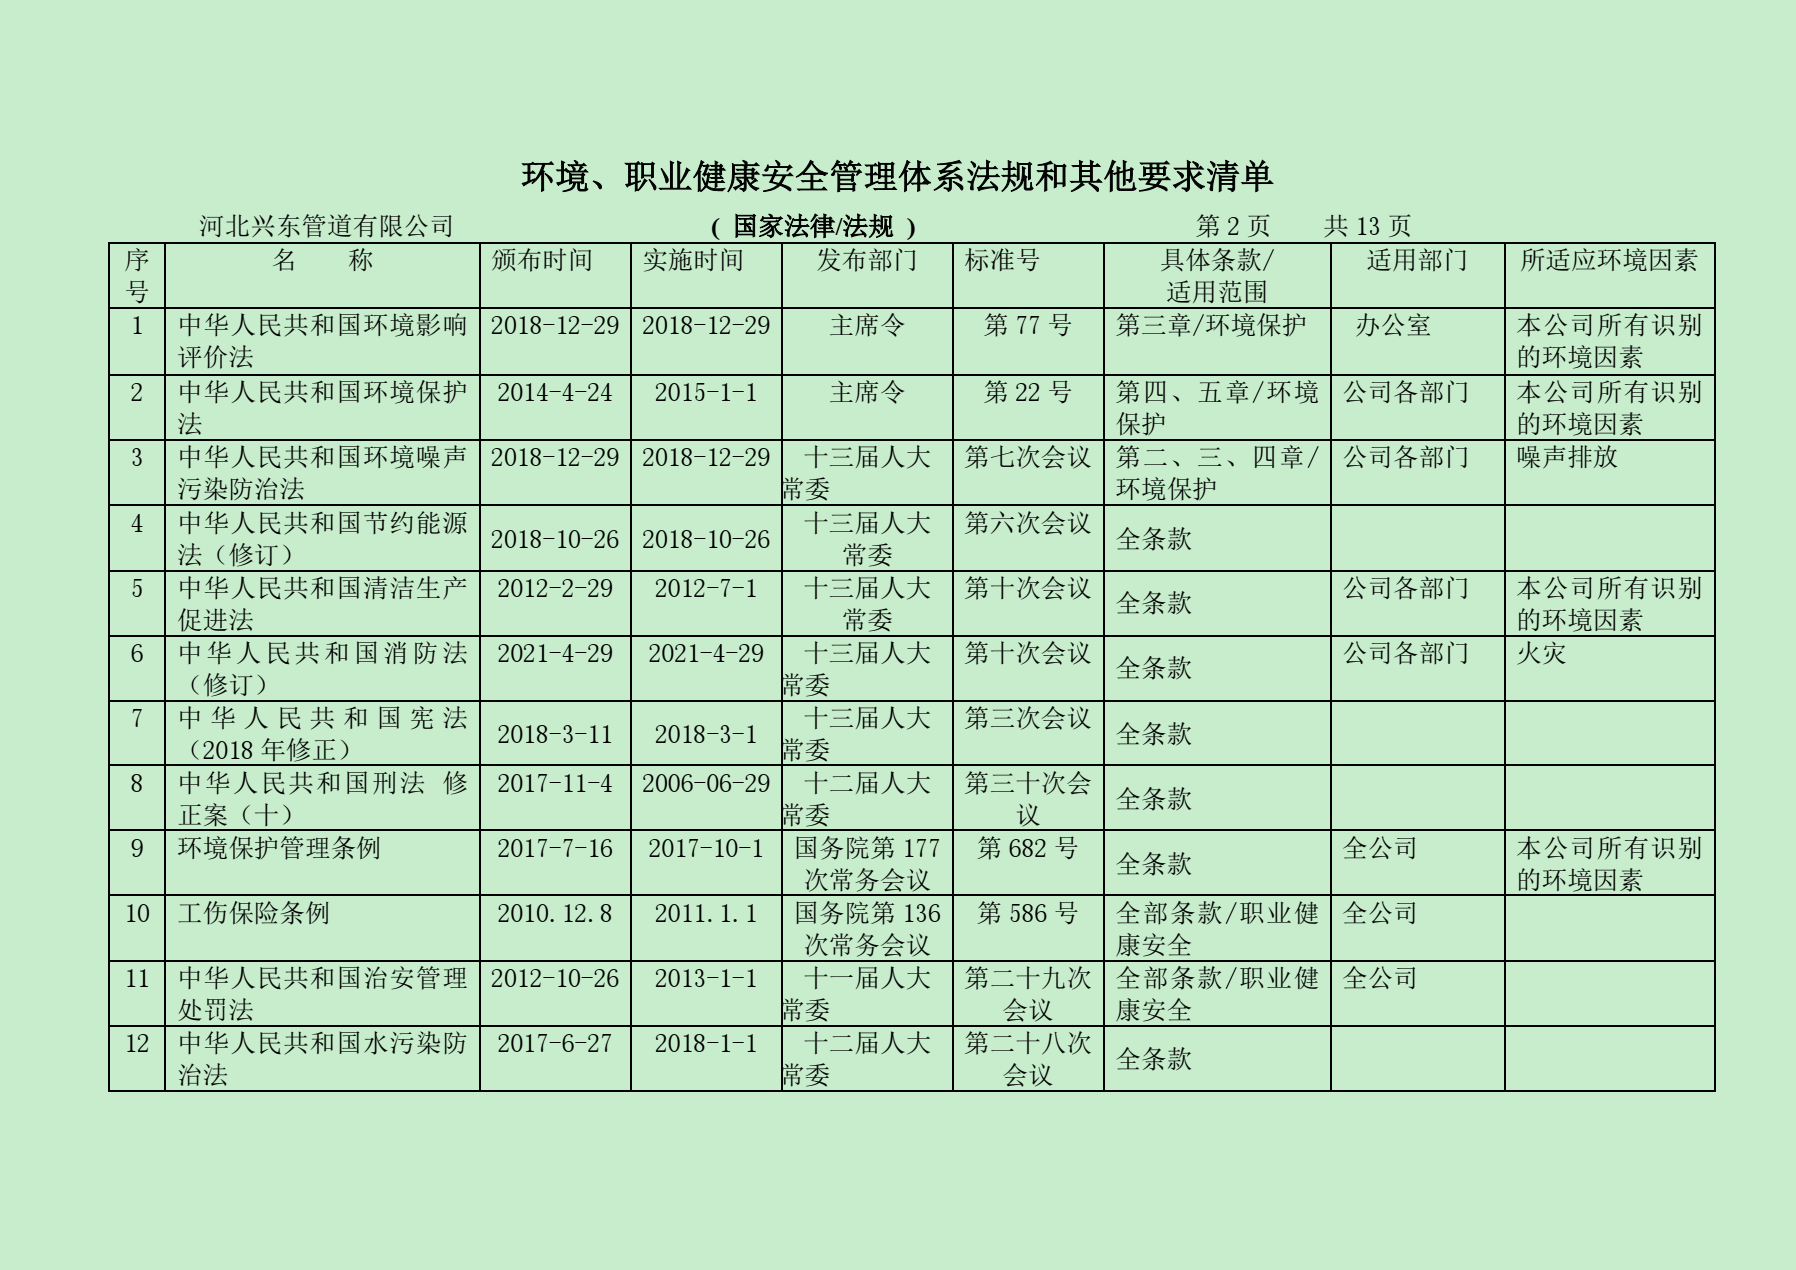 环境、职业健康安全管理体系法规和其他要求清单
河北兴东管道有限公司 （ 国家法律/法规 ） 第 2 页 共 13 页
序号 名 称 颁布时间 实施时间 发布部门 标准号 具体条款/适用范围 适用部门 所适应环境因素
1 中华人民共和国环境影响评价法 2018-12-29 2018-12-29 主席令 第 77 号 第三章/环境保护 办公室 本公司所有识别的环境因素
2 中华人民共和国环境保护法 2014-4-24 2015-1-1 主席令 第 22 号 第四、五章/环境保护 公司各部门 本公司所有识别的环境因素
3 中华人民共和国环境噪声污染防治法 2018-12-29 2018-12-29 十三届人大常委 第七次会议 第二、三、四章/环境保护 公司各部门 噪声排放
4 中华人民共和国节约能源法（修订） 2018-10-26 2018-10-26 十三届人大常委 第六次会议 全条款
5 中华人民共和国清洁生产促进法 2012-2-29 2012-7-1 十三届人大常委 第十次会议 全条款 公司各部门 本公司所有识别的环境因素
6 中华人民共和国消防法（修订） 2021-4-29 2021-4-29 十三届人大常委 第十次会议 全条款 公司各部门 火灾
7 中华人民共和国宪法（2018 年修正） 2018-3-11 2018-3-1 十三届人大常委 第三次会议 全条款
8 中华人民共和国刑法 修正案（十） 2017-11-4 2006-06-29 十二届人大常委 第三十次会议 全条款
9 环境保护管理条例 2017-7-16 2017-10-1 国务院第 177 次常务会议 第 682 号 全条款 全公司 本公司所有识别的环境因素
10 工伤保险条例 2010.12.8 2011.1.1 国务院第 136 次常务会议 第 586 号 全部条款/职业健康安全 全公司
11 中华人民共和国治安管理处罚法 2012-10-26 2013-1-1 十一届人大常委 第二十九次会议 全部条款/职业健康安全 全公司
12 中华人民共和国水污染防治法 2017-6-27 2018-1-1 十二届人大常委 第二十八次会议 全条款